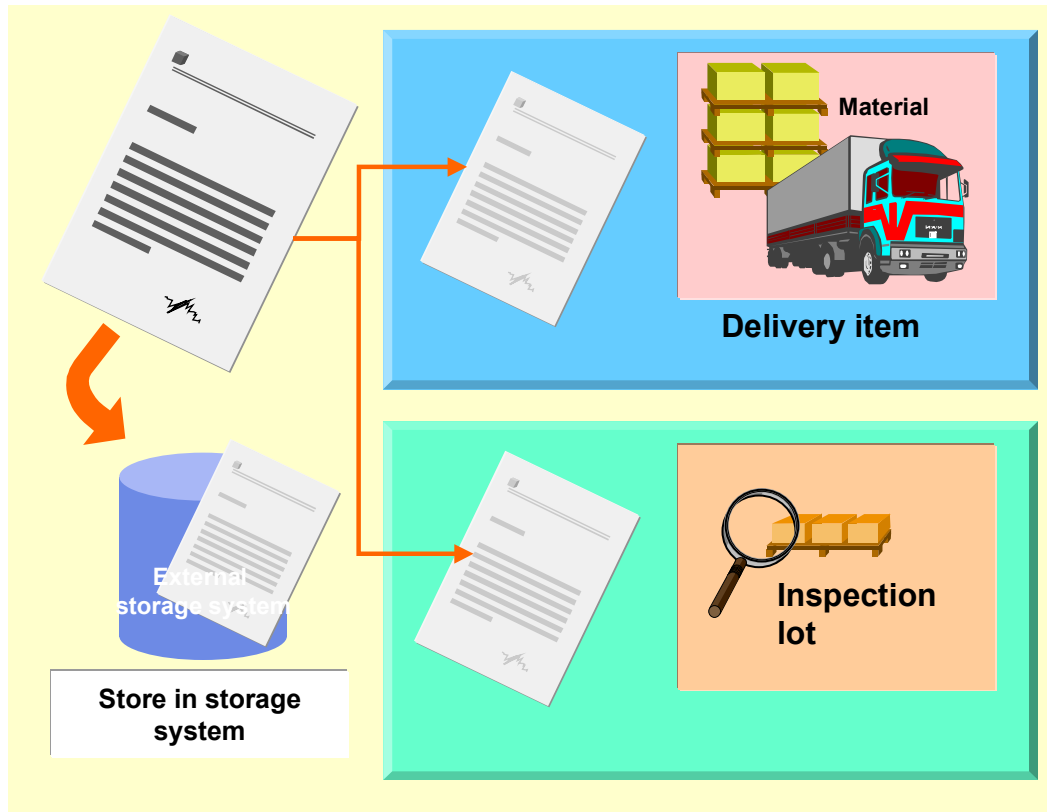 Material
Delivery item
External
storage system
Inspection
lot
Store in storage
system